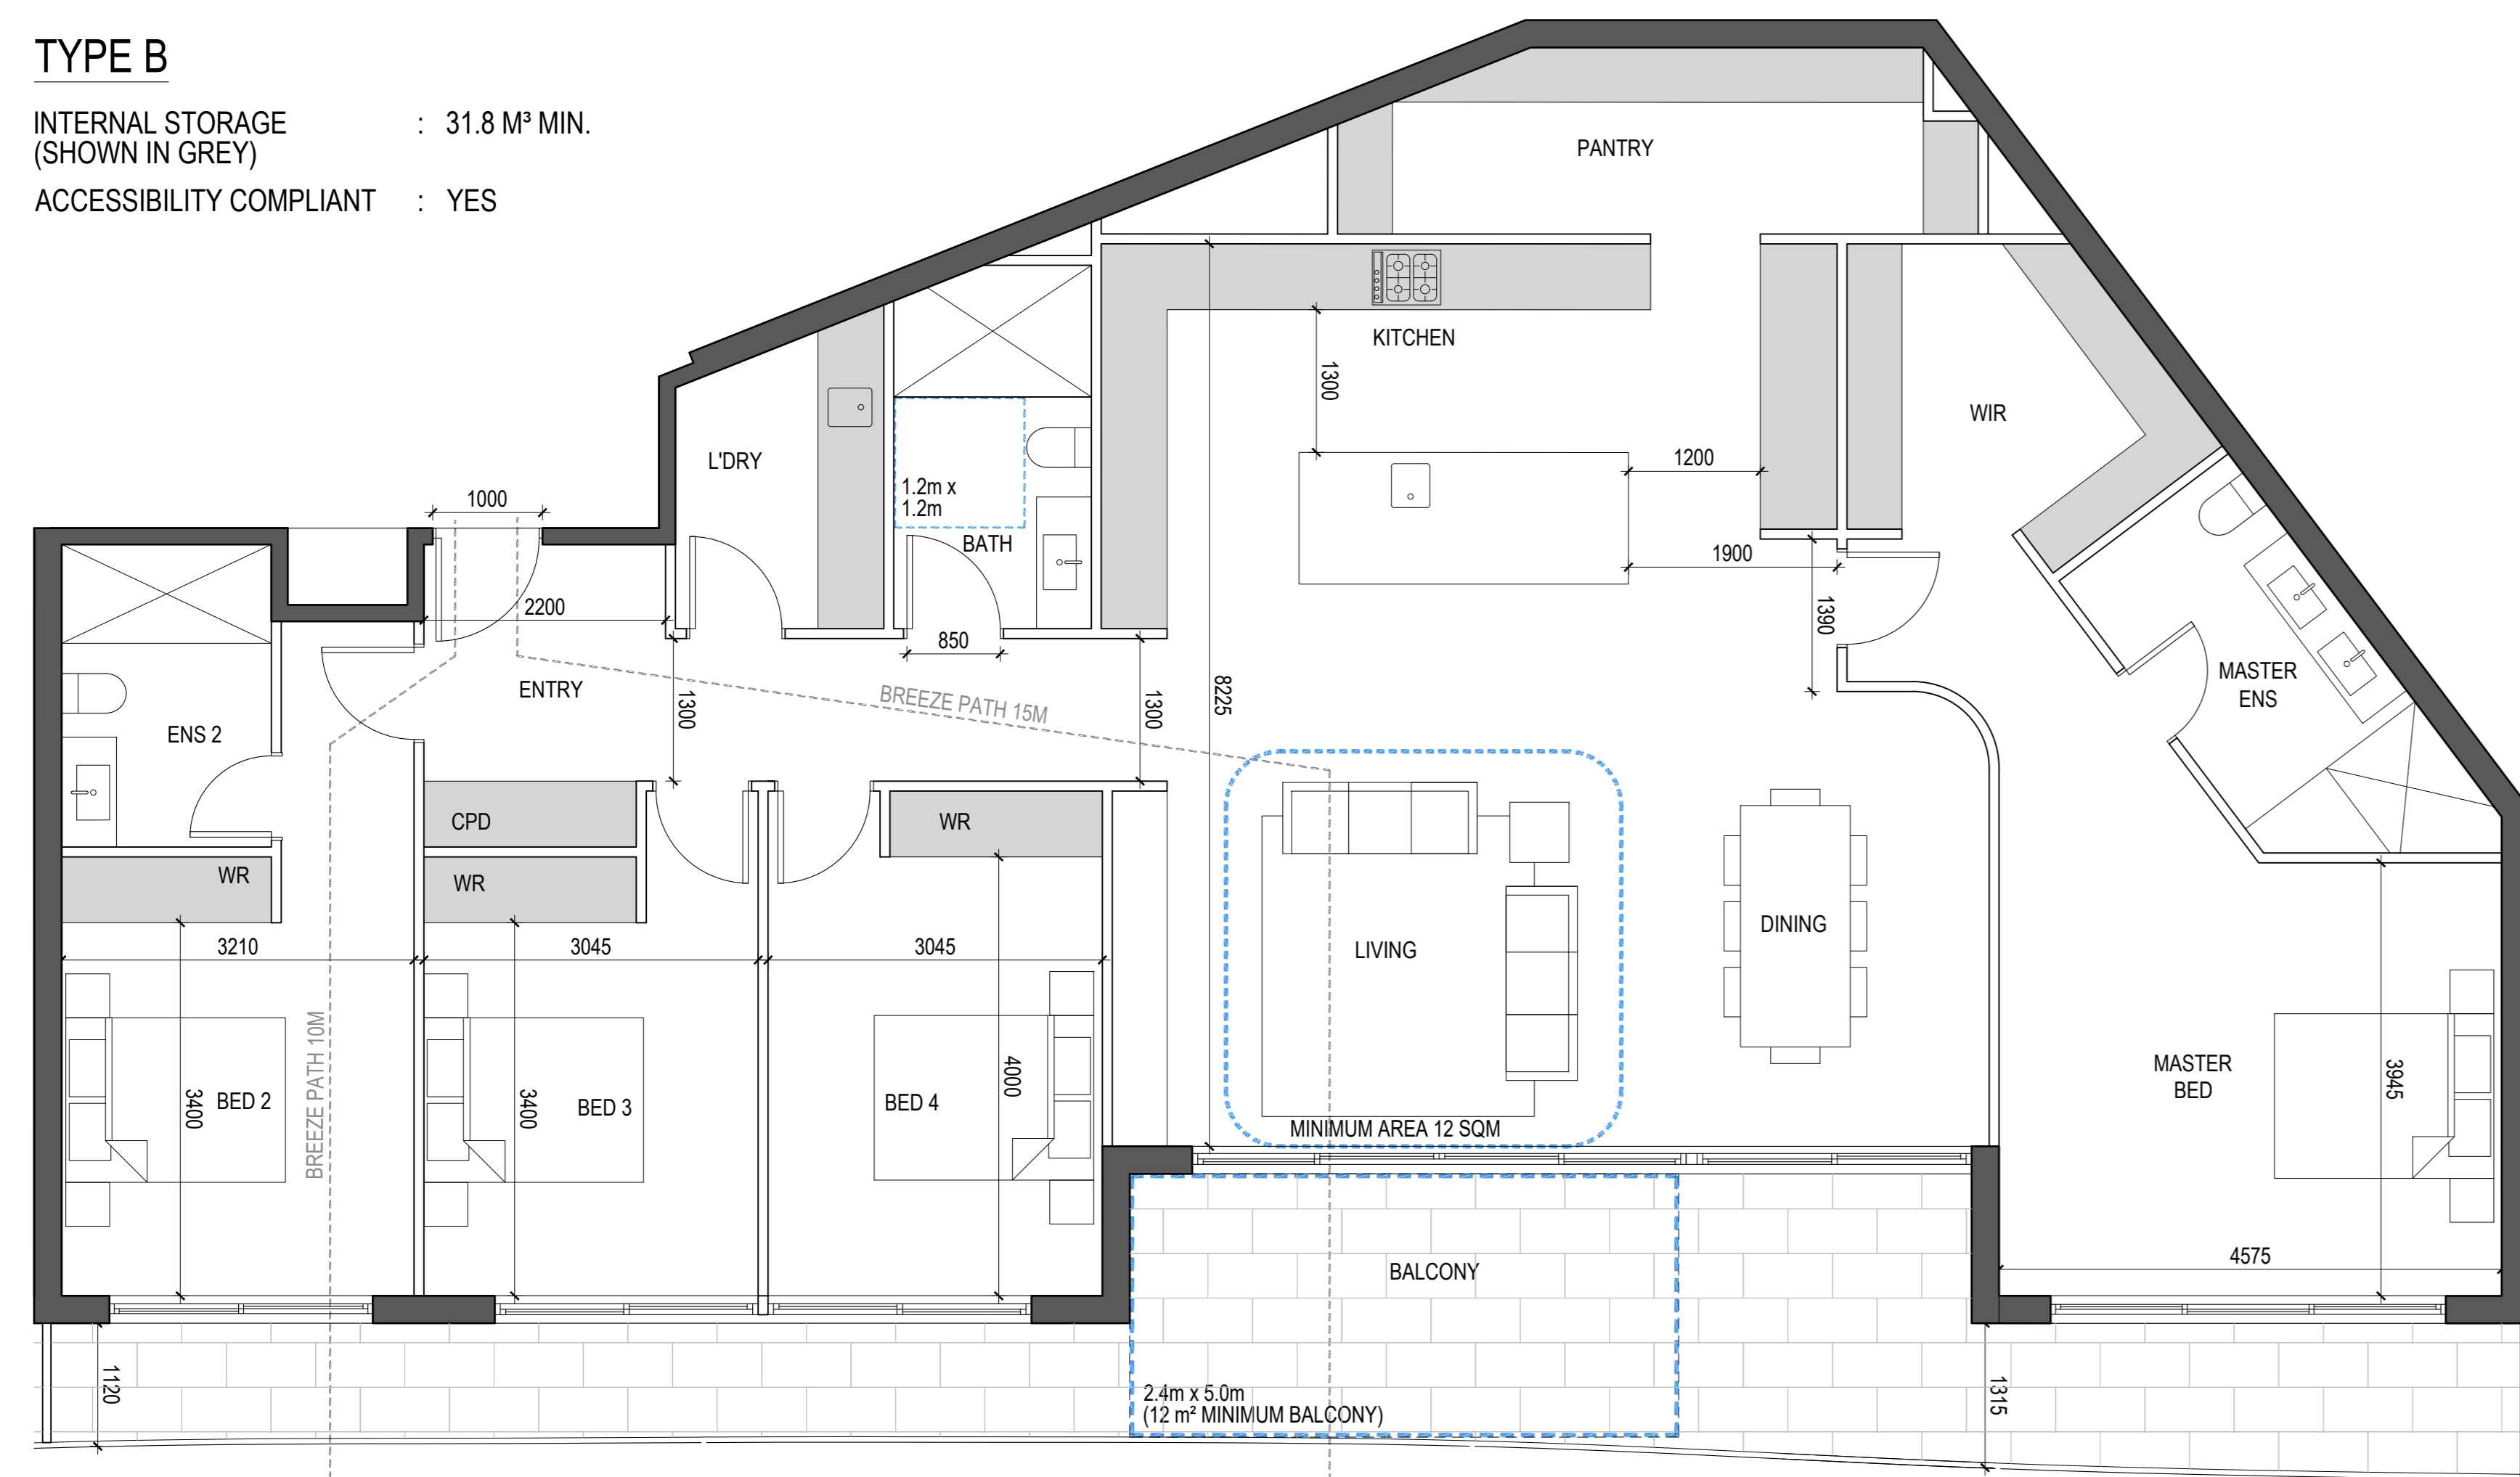 TYPE B
INTERNAL STORAGE : 31.8 M³ MIN.
(SHOWN IN GREY)
ACCESSIBILITY COMPLIANT : YES
PANTRY
KITCHEN
1300
WIR
L'DRY
1200
1.2m x
1.2m
1000
BATH
1900
2200
1390
850
MASTER
ENS
ENTRY
1300
BREEZE PATH 15M
1300
8225
ENS 2
CPD
WR
WR
WR
DINING
3210
3045
3045
LIVING
BREEZE PATH 10M
3400
BED 2
3400
BED 3
4000
BED 4
MASTER
BED
3945
MINIMUM AREA 12 SQM
4575
BALCONY
1120
2.4m x 5.0m
(12 m² MINIMUM BALCONY)
1315